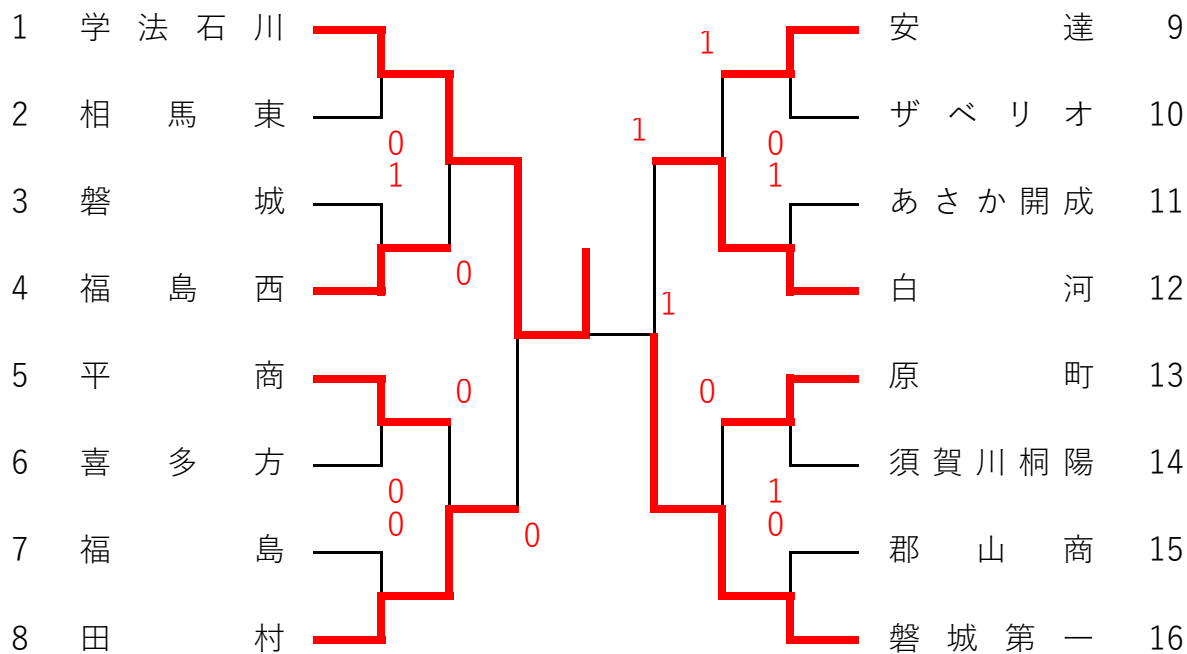 1 学法石川
2 相馬東
0
1
3 磐城
4 福島西
0
5 平商
0
6 喜多方
0
0
7 福島
0
8 田村
安達 9
1
ザベリオ 10
1
0
1
あさか開成 11
白河 12
1
原町 13
0
須賀川桐陽 14
1
0
郡山商 15
磐城第一 16